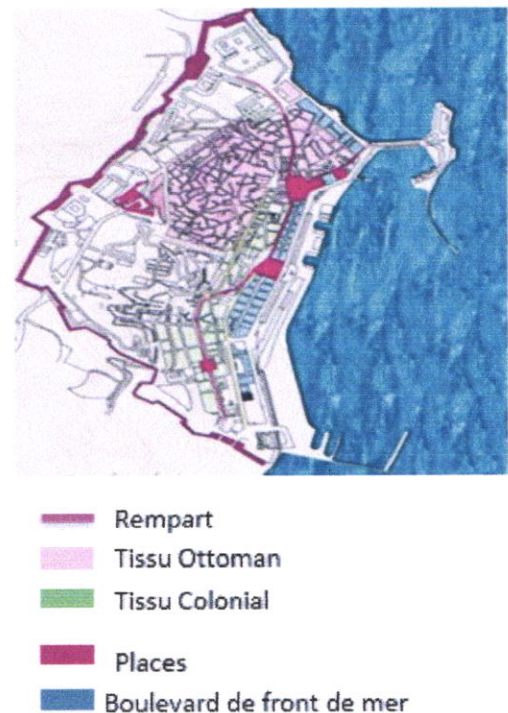 Rempart
Tissu Ottoman
Tissu Colonial
Places
Boulevard de front de mer